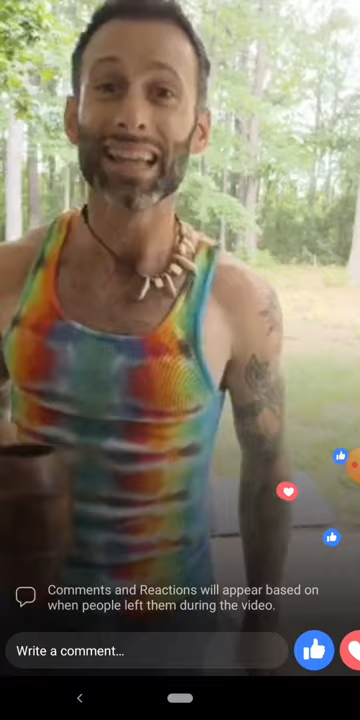 Comments and Reactions will appear based on
when people left them during the video.
Write a comment...